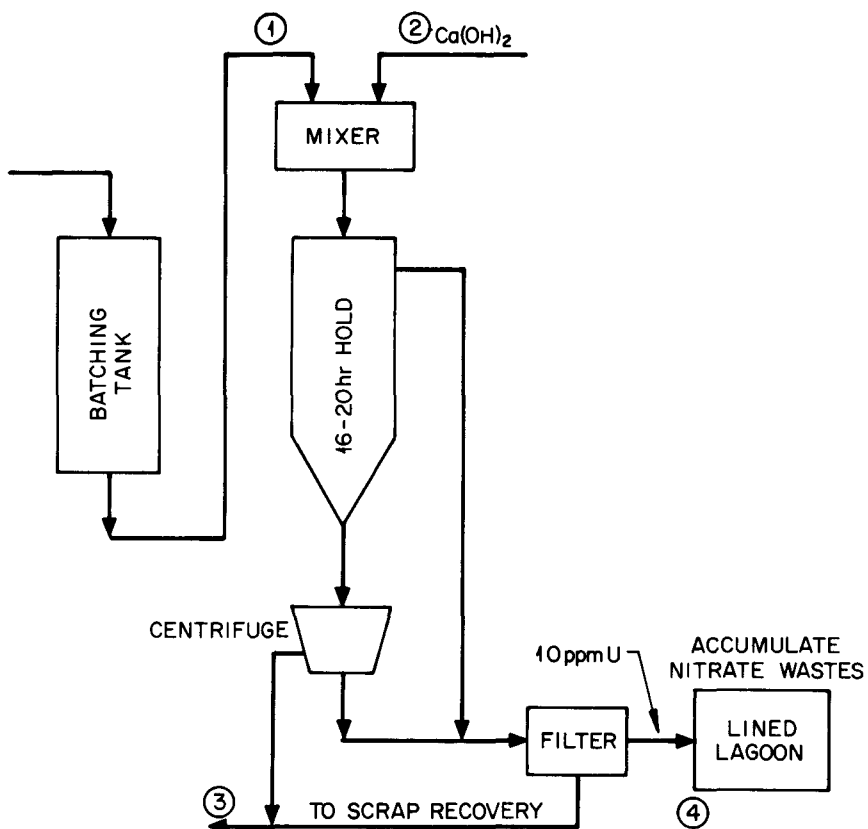 ①
② Ca(OH)₂
MIXER
BATCHING
TANK
16-20hr HOLD
CENTRIFUGE
10ppm U
ACCUMULATE
NITRATE WASTES
FILTER
LINED
LAGOON
③
TO SCRAP RECOVERY
④